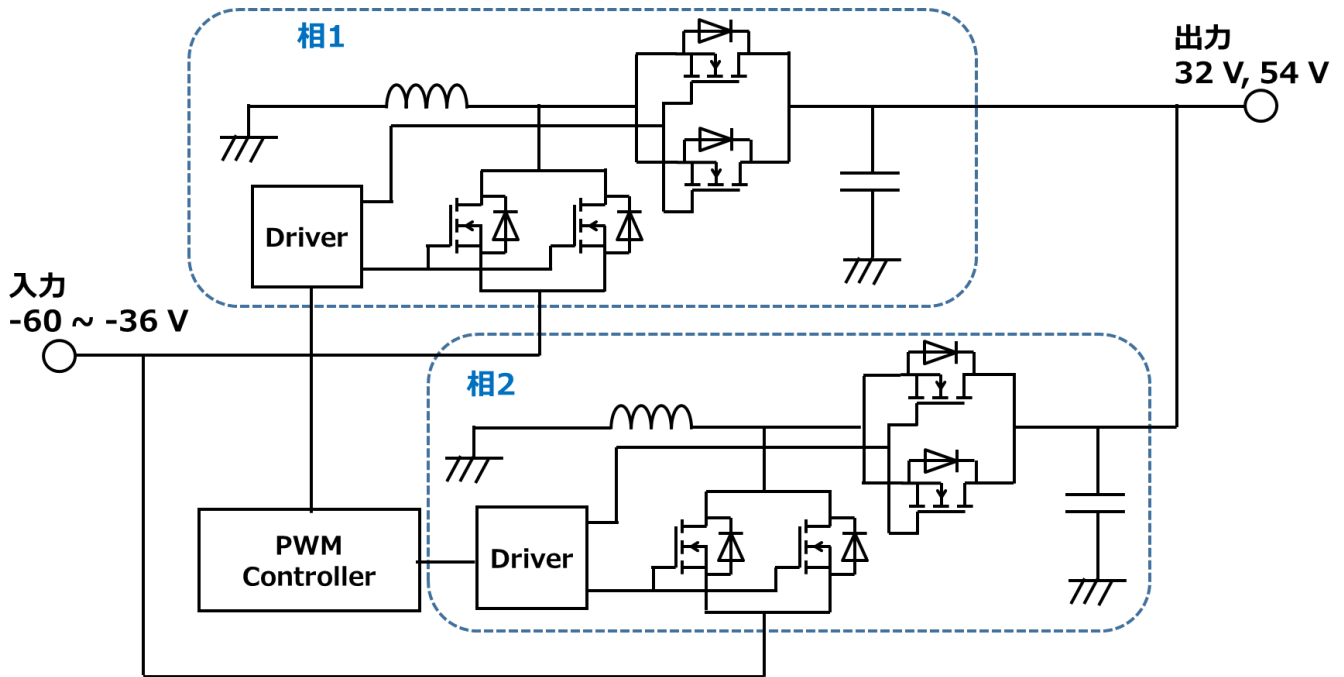 相1
出力
32 V, 54 V
Driver
入力
-60 ~ -36 V
相2
PWM
Controller
Driver